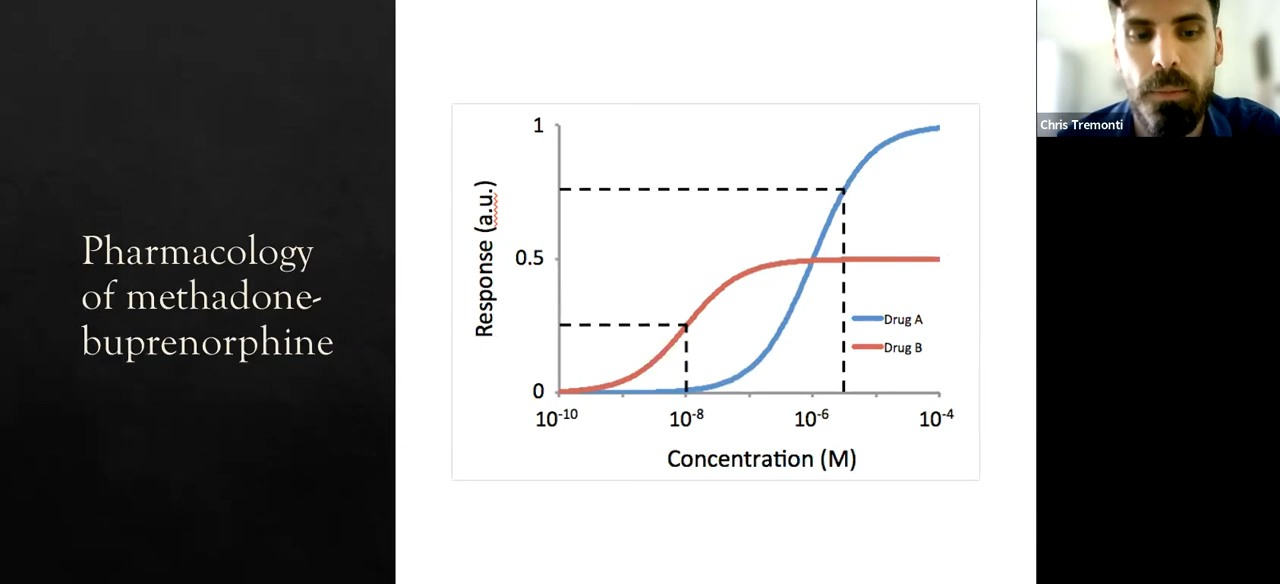 Pharmacology
of methadone-
buprenorphine
1
0.5
0
Response (a.u.)
10-10
10-8
10-6
10-4
Concentration (M)
Drug A
Drug B
Chris Tremonti